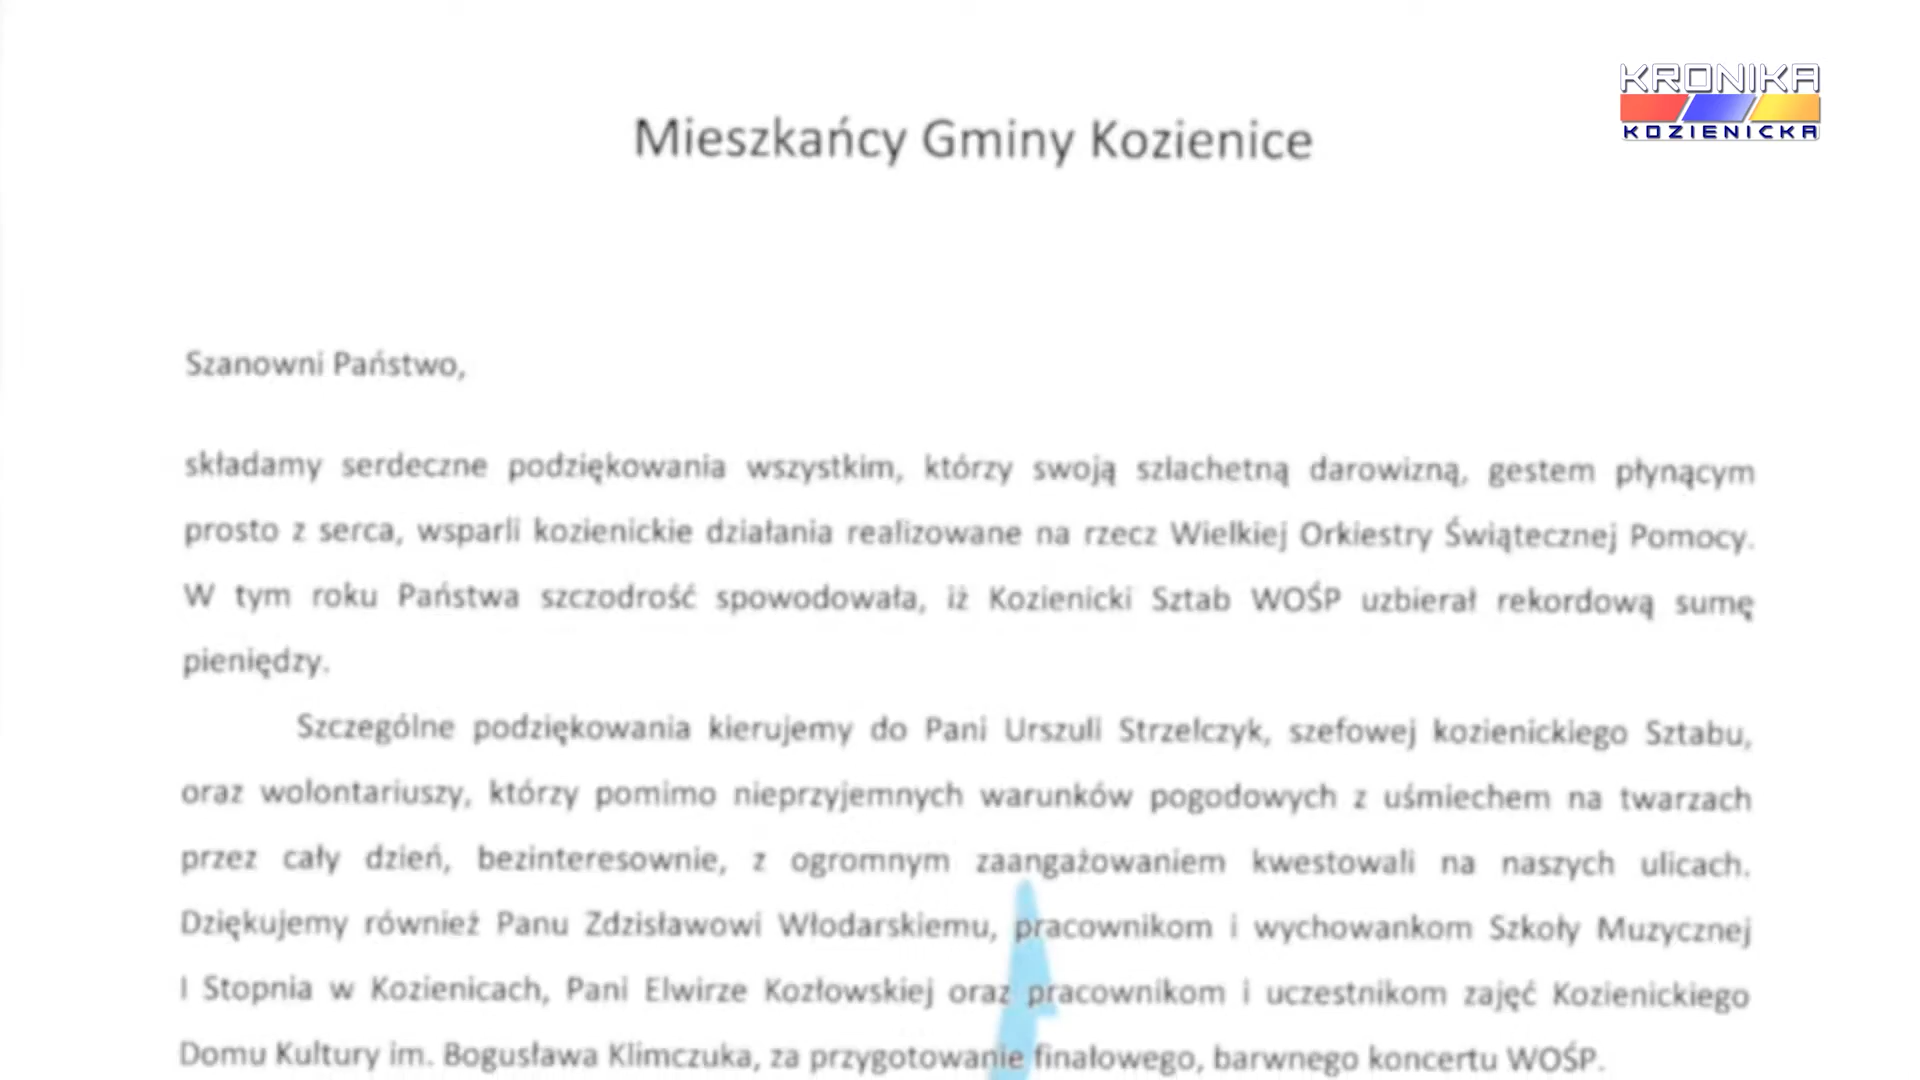 KRONIKA
KOZIENICKA
Mieszkańcy Gminy Kozienice
Szanowni Państwo,
składamy serdeczne podziękowania wszystkim, którzy swoją szlachetną darowizną, gestem płynącym
prosto z serca, wsparli kozienickie działania realizowane na rzecz Wielkiej Orkiestry Świątecznej Pomocy.
W tym roku Państwa szczodrość spowodowała, iż Kozienicki Sztab WOŚP uzbierał rekordową sumę
pieniędzy.
Szczególne podziękowania kierujemy do Pani Urszuli Strzelczyk, szefowej kozienickiego Sztabu,
oraz wolontariuszy, którzy pomimo nieprzyjemnych warunków pogodowych z uśmiechem na twarzach
przez cały dzień, bezinteresownie, z ogromnym zaangażowaniem kwestowali na naszych ulicach.
Dziękujemy również Panu Zdzisławowi Włodarskiemu, pracownikom i wychowankom Szkoły Muzycznej
I Stopnia w Kozienicach, Pani Elwirze Kozłowskiej oraz pracownikom i uczestnikom zajęć Kozienickiego
Domu Kultury im. Bogusława Klimczuka, za przygotowanie finałowego, barwnego koncertu WOŚP.